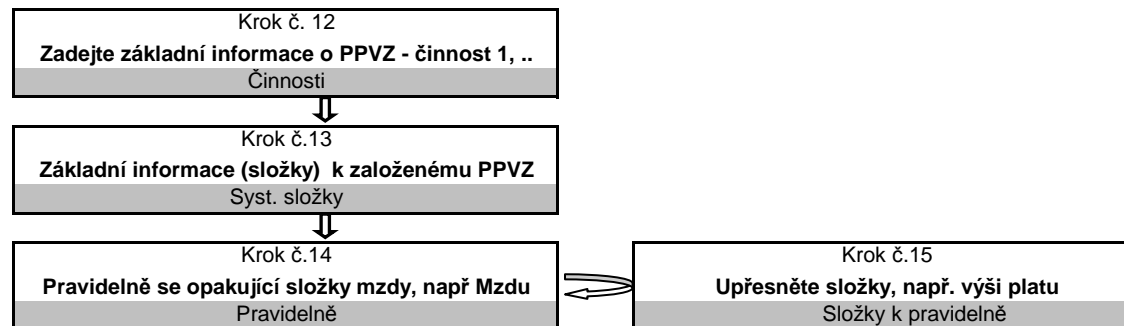 Krok č. 12
Zadejte základní informace o PPVZ - činnost 1, ..
Činnosti
Krok č.13
Základní informace (složky) k založenému PPVZ
Syst. složky
Krok č.14
Pravidelně se opakující složky mzdy, např Mzdu
Pravidelně
Krok č.15
Upřesněte složky, např. výši platu
Složky k pravidelně